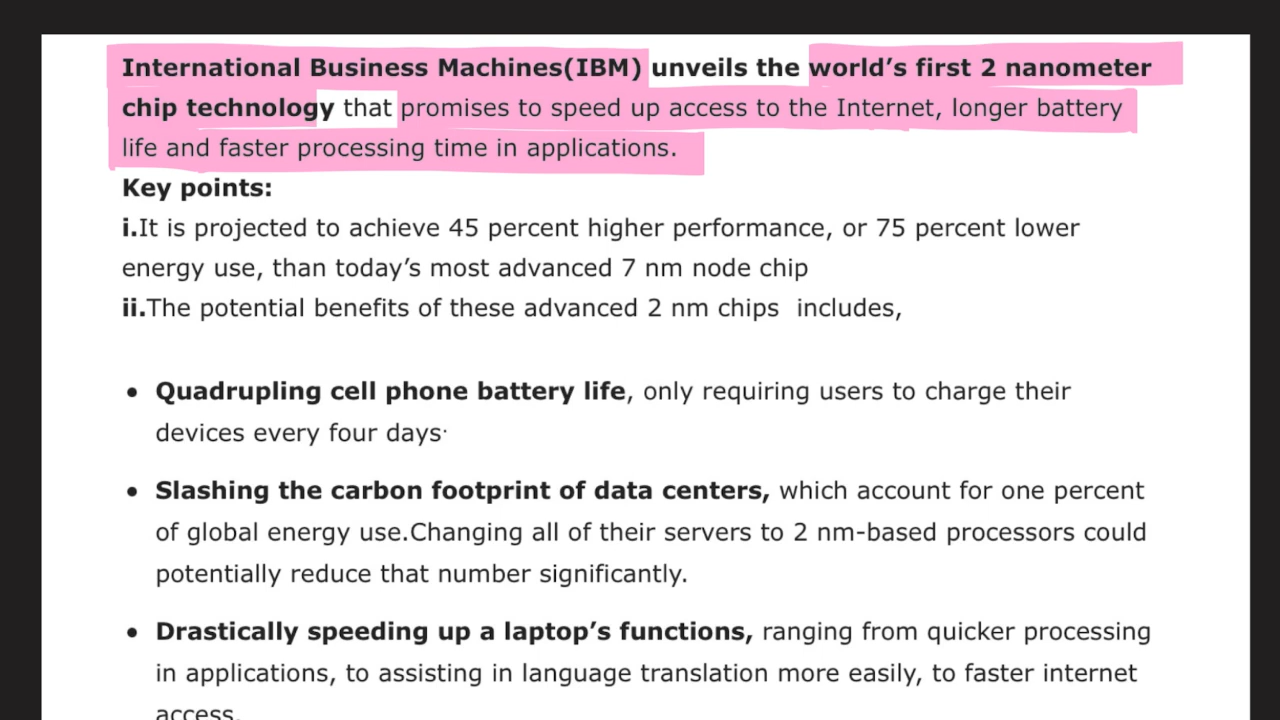 International Business Machines(IBM) unveils the world’s first 2 nanometer
chip technology that promises to speed up access to the Internet, longer battery
life and faster processing time in applications.
Key points:
i.It is projected to achieve 45 percent higher performance, or 75 percent lower
energy use, than today’s most advanced 7 nm node chip
ii.The potential benefits of these advanced 2 nm chips  includes,
• Quadrupling cell phone battery life, only requiring users to charge their
devices every four days·
• Slashing the carbon footprint of data centers, which account for one percent
of global energy use.Changing all of their servers to 2 nm-based processors could
potentially reduce that number significantly.
• Drastically speeding up a laptop’s functions, ranging from quicker processing
in applications, to assisting in language translation more easily, to faster internet
access.